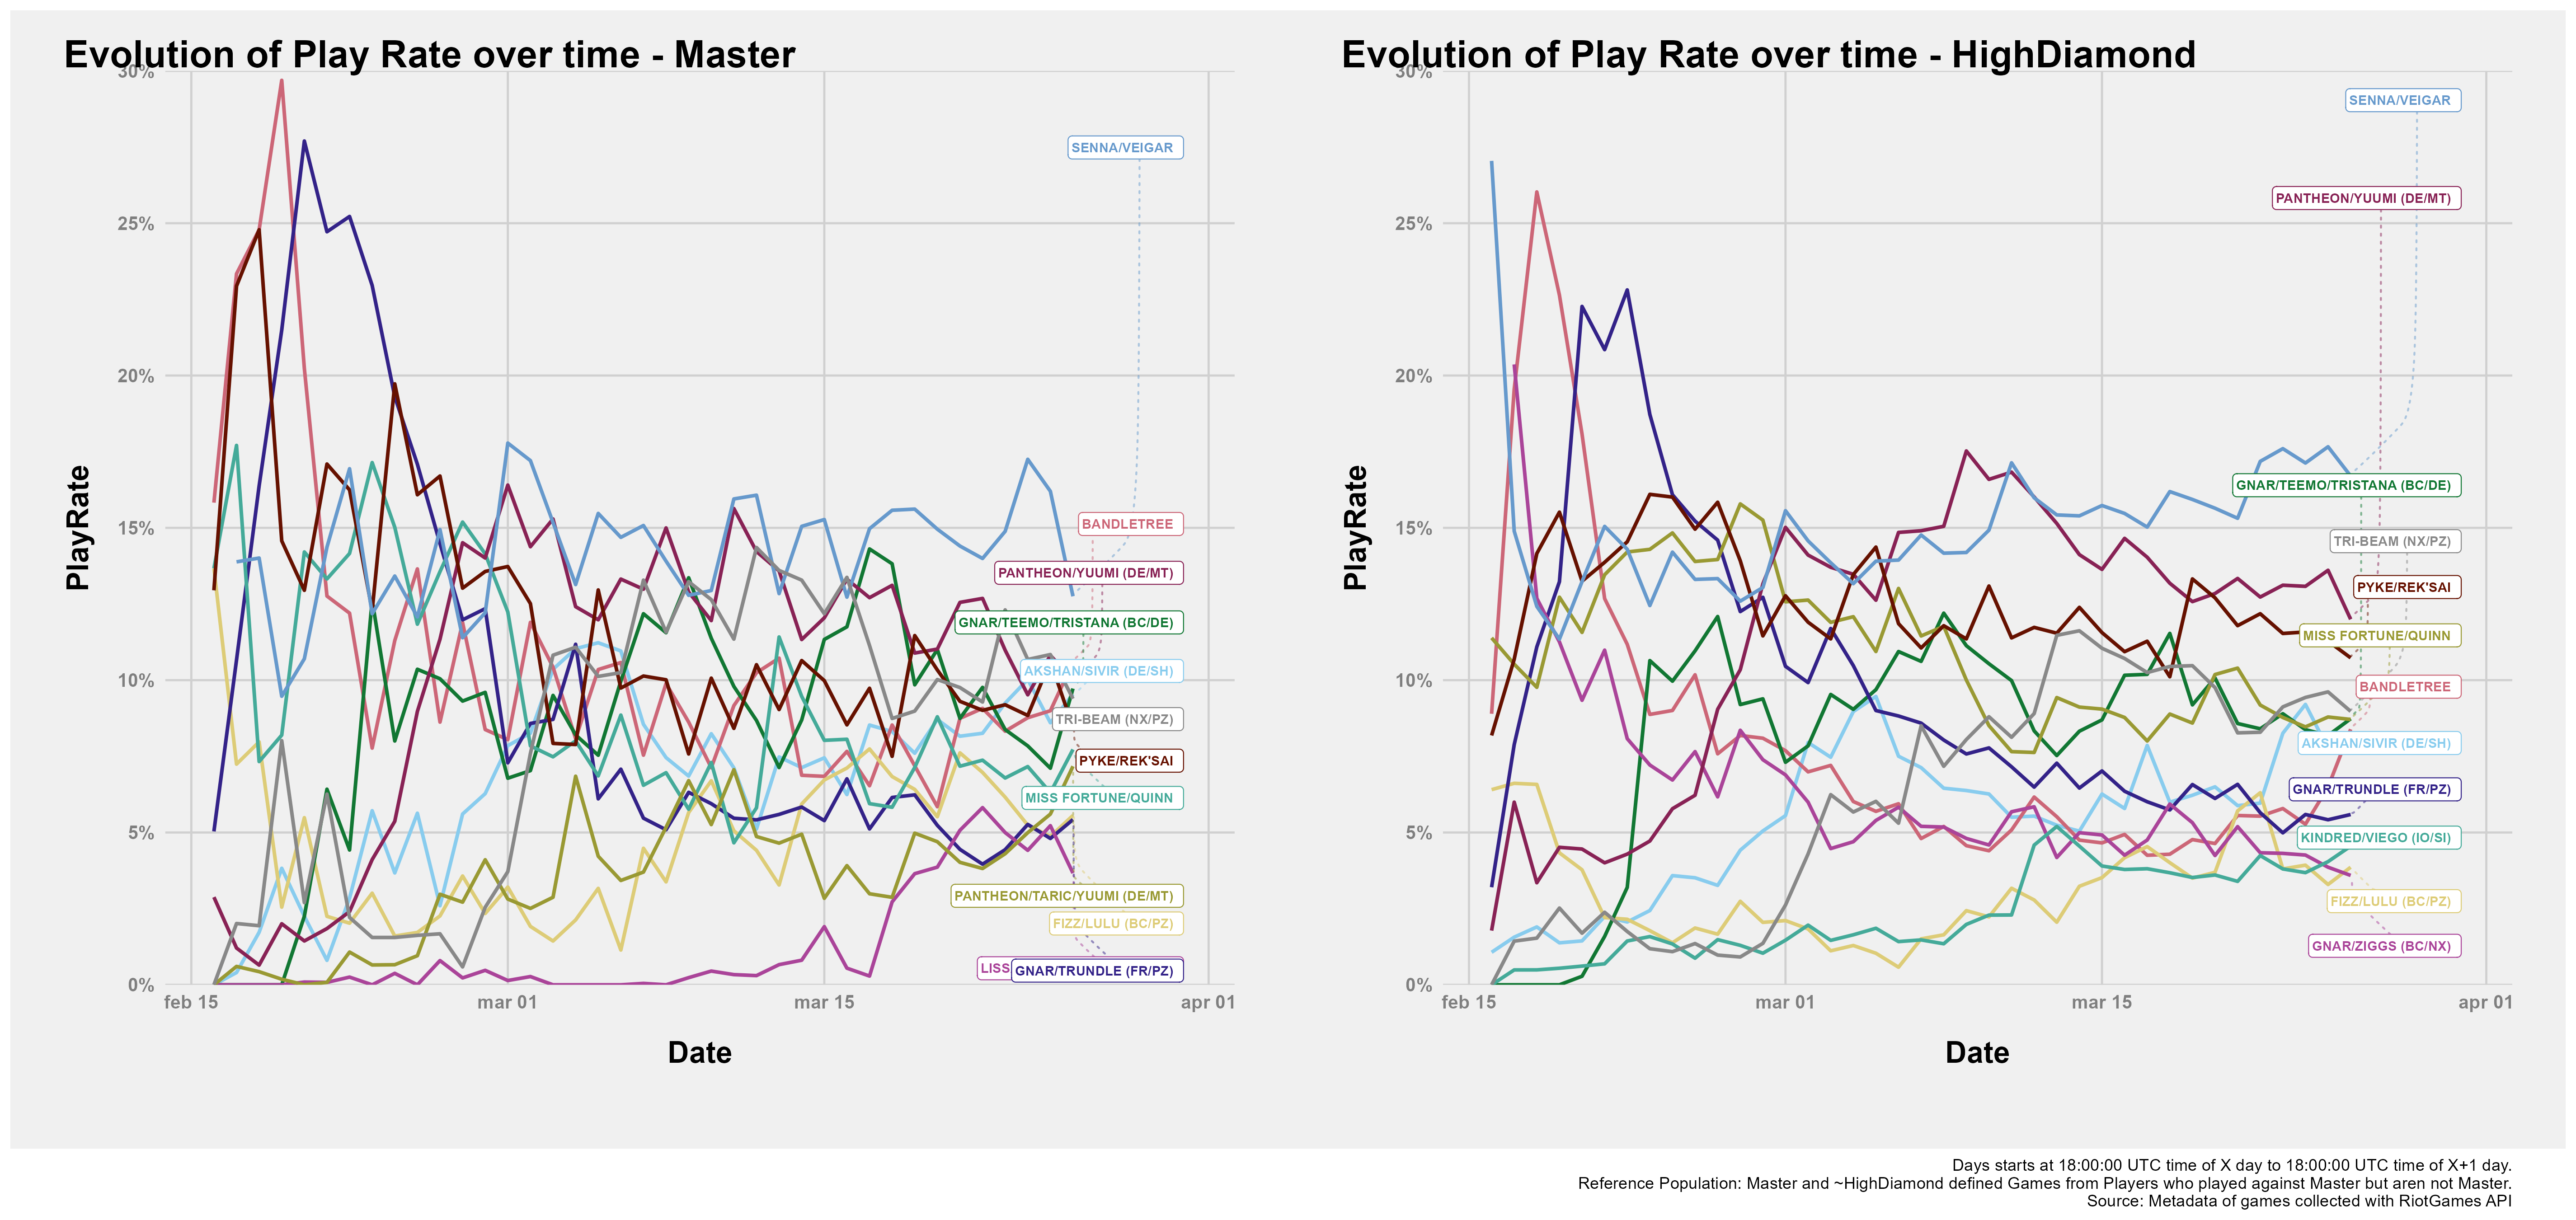 Evolution of Play Rate over time - Master
30%
25%
20%
15%
10%
5%
0%
PlayRate
SENNA/VEIGAR
BANDLETREE
PANTHEON/YUUMI (DE/MT)
GNAR/TEEMO/TRISTANA (BC/DE)
AKSHAN/SIVIR (DE/SH)
TRI-BEAM (NX/PZ)
PYKE/REK'SAI
MISS FORTUNE/QUINN
PANTHEON/TARIC/YUUMI (DE/MT)
FIZZ/LULU (BC/PZ)
LISS
GNAR/TRUNDLE (FR/PZ)
feb 15
mar 01
mar 15
apr 01
Date
Evolution of Play Rate over time - HighDiamond
30%
25%
20%
15%
10%
5%
0%
PlayRate
SENNA/VEIGAR
PANTHEON/YUUMI (DE/MT)
GNAR/TEEMO/TRISTANA (BC/DE)
TRI-BEAM (NX/PZ)
PYKE/REK'SAI
MISS FORTUNE/QUINN
BANDLETREE
AKSHAN/SIVIR (DE/SH)
GNAR/TRUNDLE (FR/PZ)
KINDRED/VIEGO (IO/SI)
FIZZ/LULU (BC/PZ)
GNAR/ZIGGS (BC/NX)
feb 15
mar 01
mar 15
apr 01
Date
Days starts at 18:00:00 UTC time of X day to 18:00:00 UTC time of X+1 day.
Reference Population: Master and ~HighDiamond defined Games from Players who played against Master but aren not Master.
Source: Metadata of games collected with RiotGames API